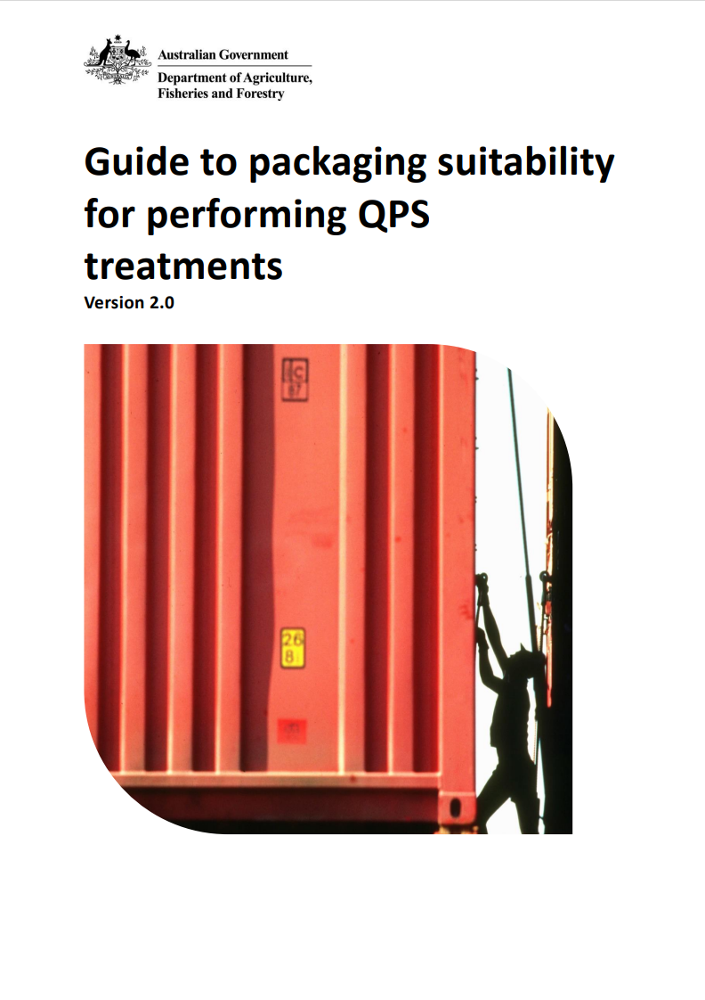 Australian Government
Department of Agriculture,
Fisheries and Forestry
Guide to packaging suitability
for performing QPS
treatments
Version 2.0
C
87
26
8